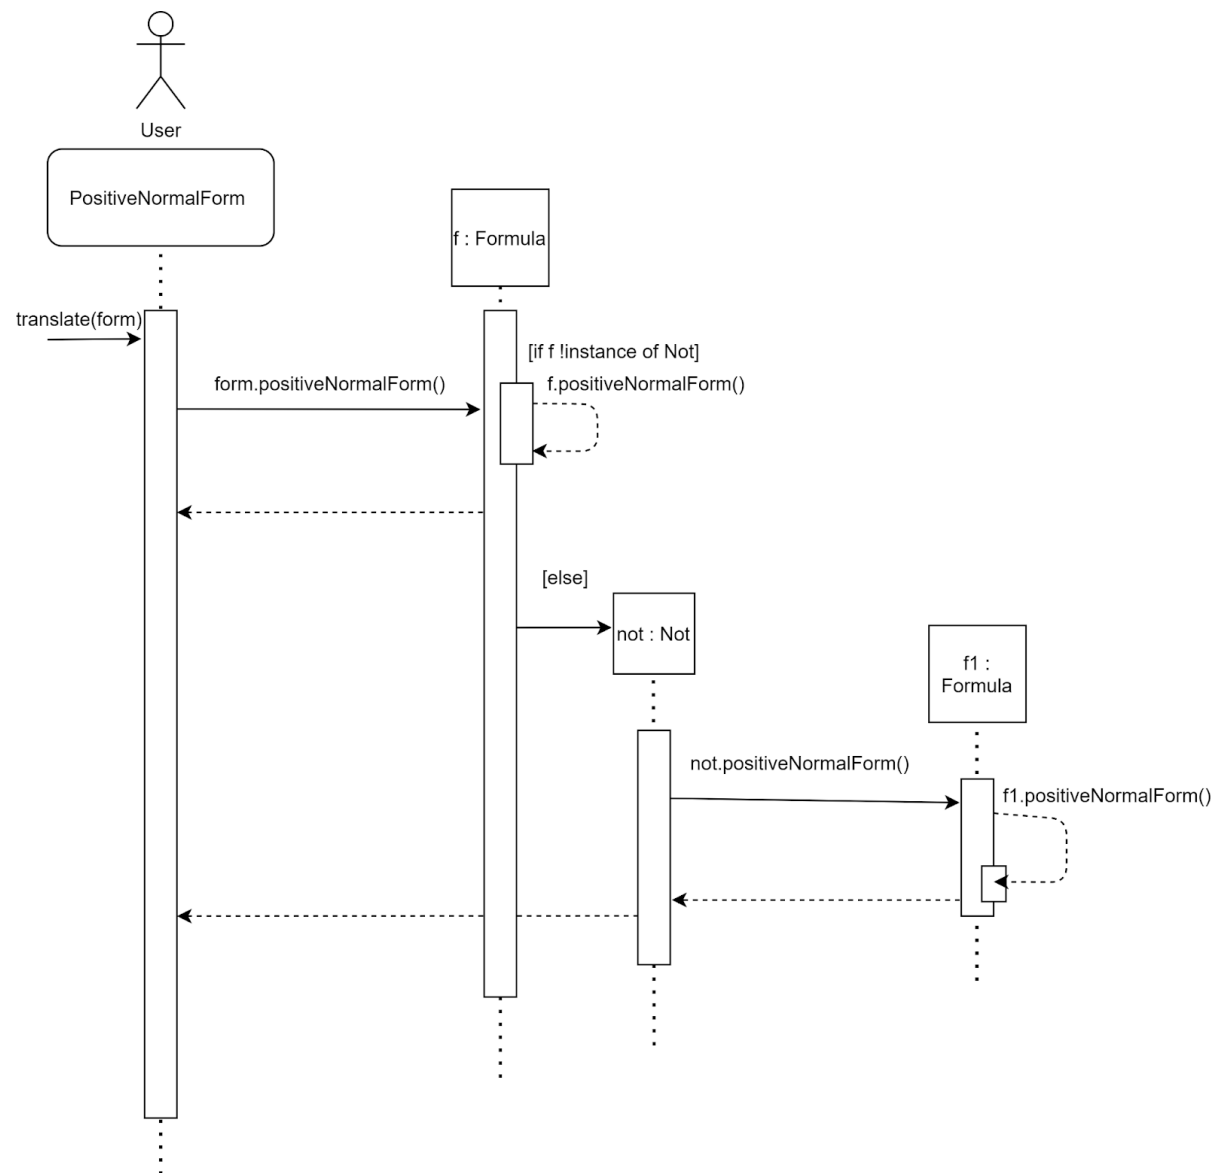 User
PositiveNormalForm
f : Formula
translate(form)
[if f !instance of Not]
form.positiveNormalForm()
f.positiveNormalForm()
[else]
not : Not
f1 :
Formula
not.positiveNormalForm()
f1.positiveNormalForm()